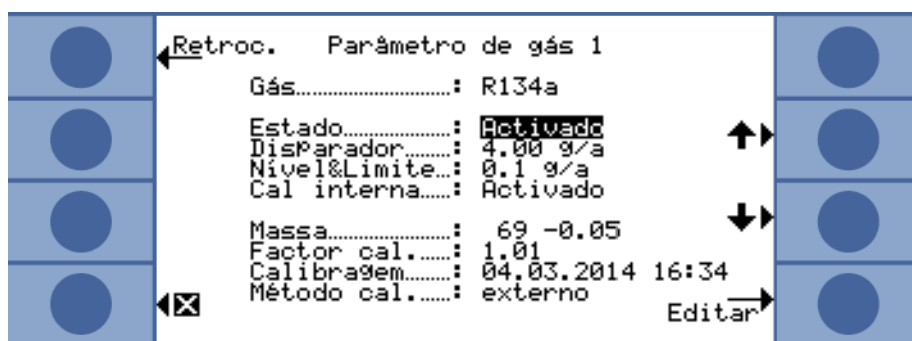 Retroc. Parâmetro de gás 1
Gás……………………: R134a
Estado………………: Activado
Disparador………: 4.00 g/a
Nível&Limite…: 0.1 g/a
Cal interna……: Activado
Massa…………………: 69 -0.05
Factor cal.……: 1.01
Calibragem………: 04.03.2014 16:34
Método cal.……: externo
Editar